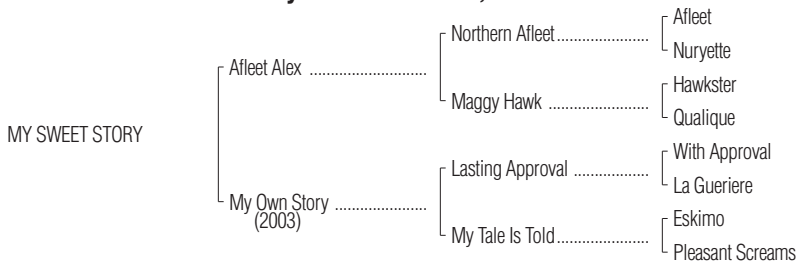 Afleet
Northern Afleet
Nuryette
Afleet Alex
Hawkster
Maggy Hawk
Qualique
MY SWEET STORY
With Approval
Lasting Approval
La Gueriere
My Own Story
(2003)
Eskimo
My Tale Is Told
Pleasant Screams